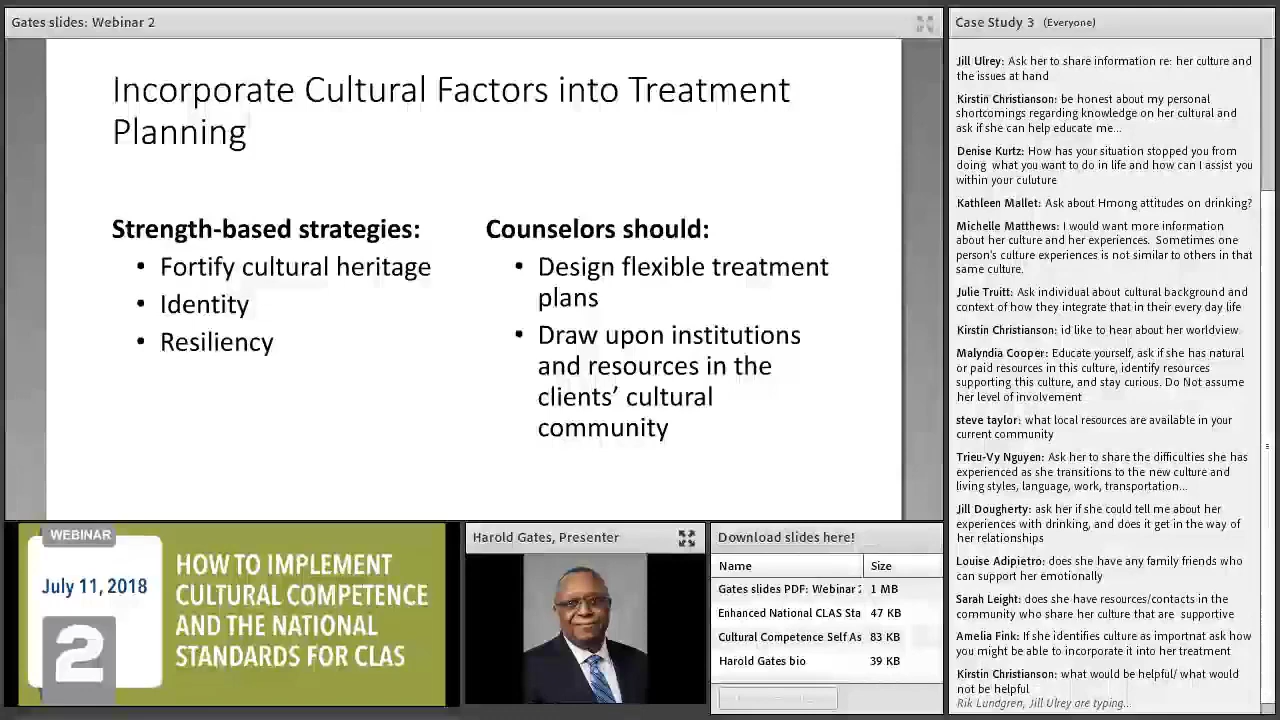 Gates slides: Webinar 2
Incorporate Cultural Factors into Treatment
Planning
Strength-based strategies:
• Fortify cultural heritage
• Identity
• Resiliency
Counselors should:
• Design flexible treatment
plans
• Draw upon institutions
and resources in the
clients’ cultural
community
WEBINAR
July 11, 2018
2
HOW TO IMPLEMENT
CULTURAL COMPETENCE
AND THE NATIONAL
STANDARDS FOR CLAS
Harold Gates, Presenter
Download slides here!
Name Size
Gates slides PDF: Webinar 2 1 MB
Enhanced National CLAS Sta 47 KB
Cultural Competence Self As 83 KB
Harold Gates bio 39 KB
Case Study 3 (Everyone)
Jill Ulrey: Ask her to share information re: her culture and
the issues at hand
Kirstin Christianson: be honest about my personal
shortcomings regarding knowledge on her cultural and
ask if she can help educate me...
Denise Kurtz: How has your situation stopped you from
doing what you want to do in life and how can I assist you
within your culuture
Kathleen Mallet: Ask about Hmong attitudes on drinking?
Michelle Matthews: I would want more information
about her culture and her experiences. Sometimes one
person's culture experiences is not similar to others in that
same culture.
Julie Truitt: Ask individual about cultural background and
context of how they integrate that in their every day life
Kirstin Christianson: id like to hear about her worldview.
Malyndia Cooper: Educate yourself, ask if she has natural
or paid resources in this culture, identify resources
supporting this culture, and stay curious. Do Not assume
her level of involvement
steve taylor: what local resources are available in your
current community
Trieu-Vy Nguyen: Ask her to share the difficulties she has
experienced as she transitions to the new culture and
living styles, language, work, transportation...
Jill Dougherty: ask her if she could tell me about her
experiences with drinking, and does it get in the way of
her relationships
Louise Adipietro: does she have any family friends who
can support her emotionally
Sarah Leight: does she have resources/contacts in the
community who share her culture that are supportive
Amelia Fink: If she identifies culture as importnat ask how
you might be able to incorporate it into her treatment
Kirstin Christianson: what would be helpful/ what would
not be helpful
Rik Lundgren, Jill Ulrey are typing...